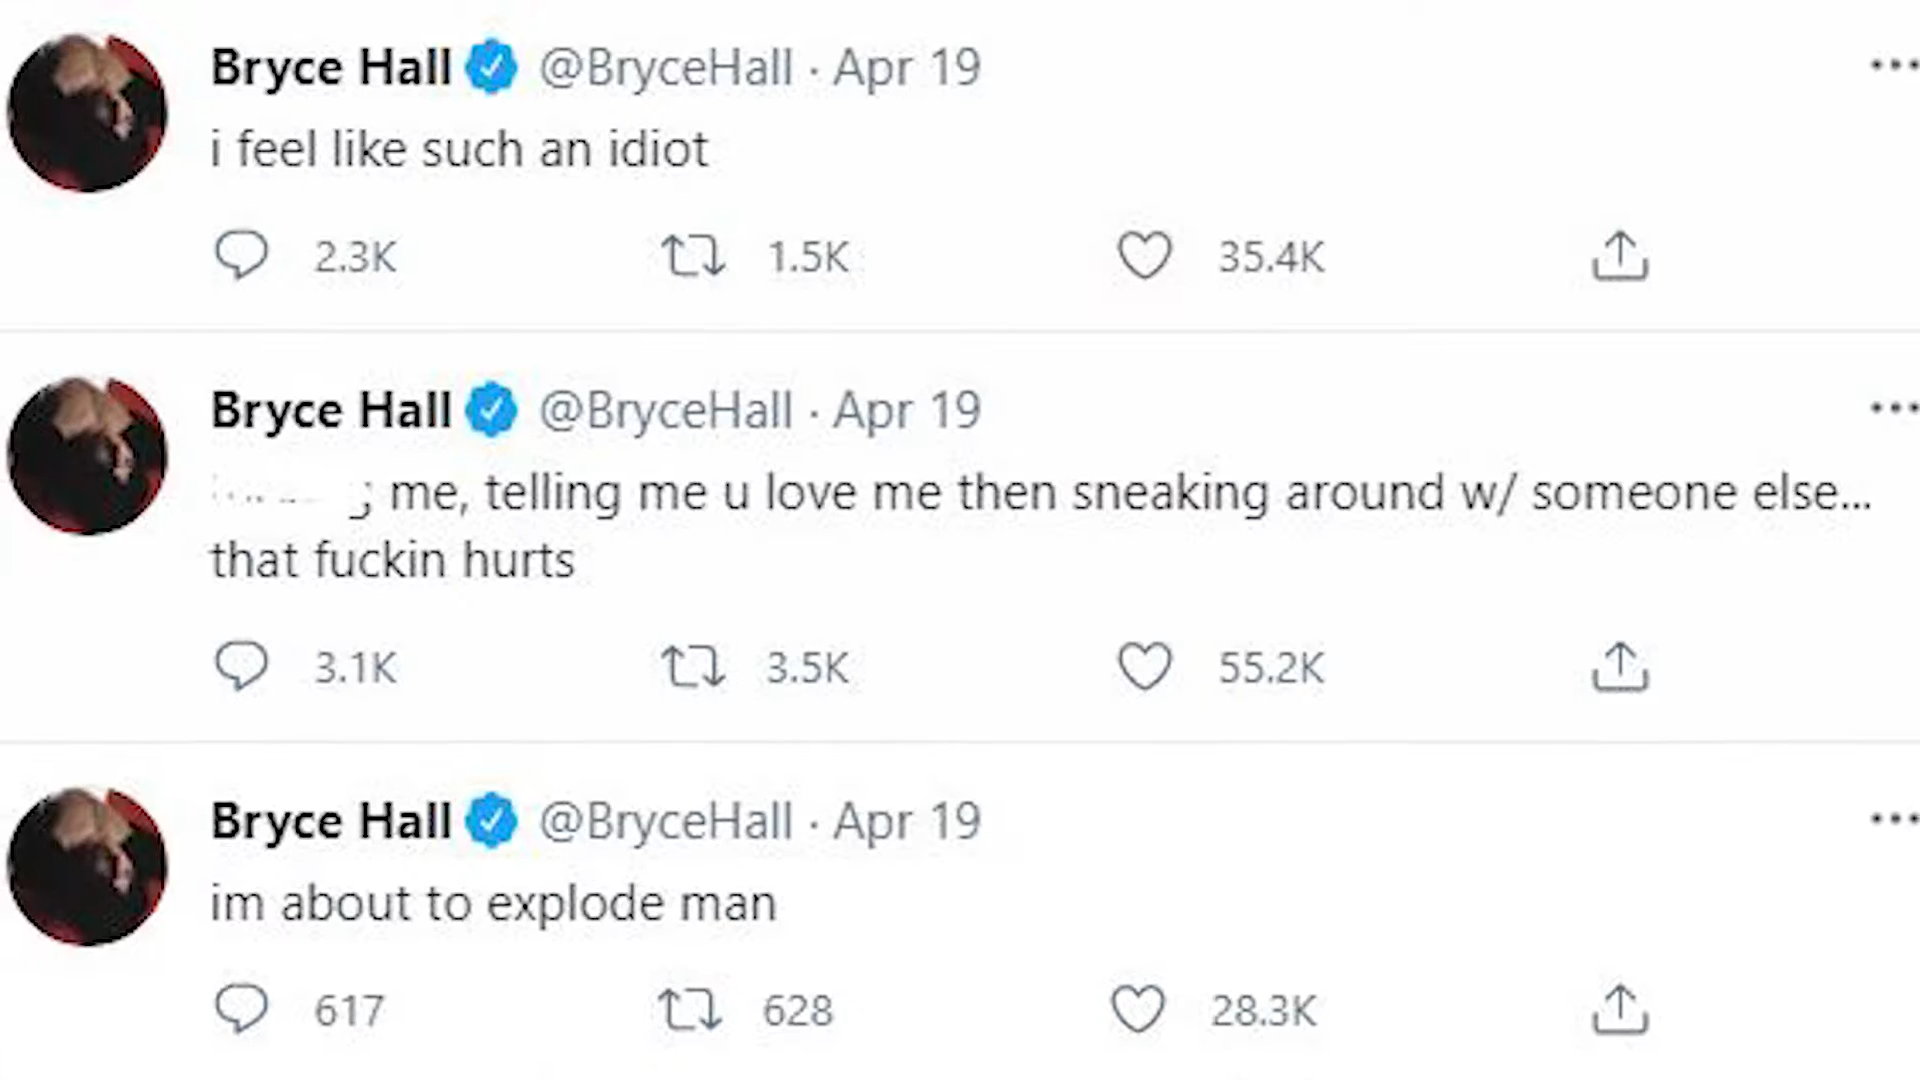 Bryce Hall @BryceHall · Apr 19
i feel like such an idiot
2.3K 1.5K 35.4K
Bryce Hall @BryceHall · Apr 19
me, telling me u love me then sneaking around w/ someone else...
that fuckin hurts
3.1K 3.5K 55.2K
Bryce Hall @BryceHall · Apr 19
im about to explode man
617 628 28.3K